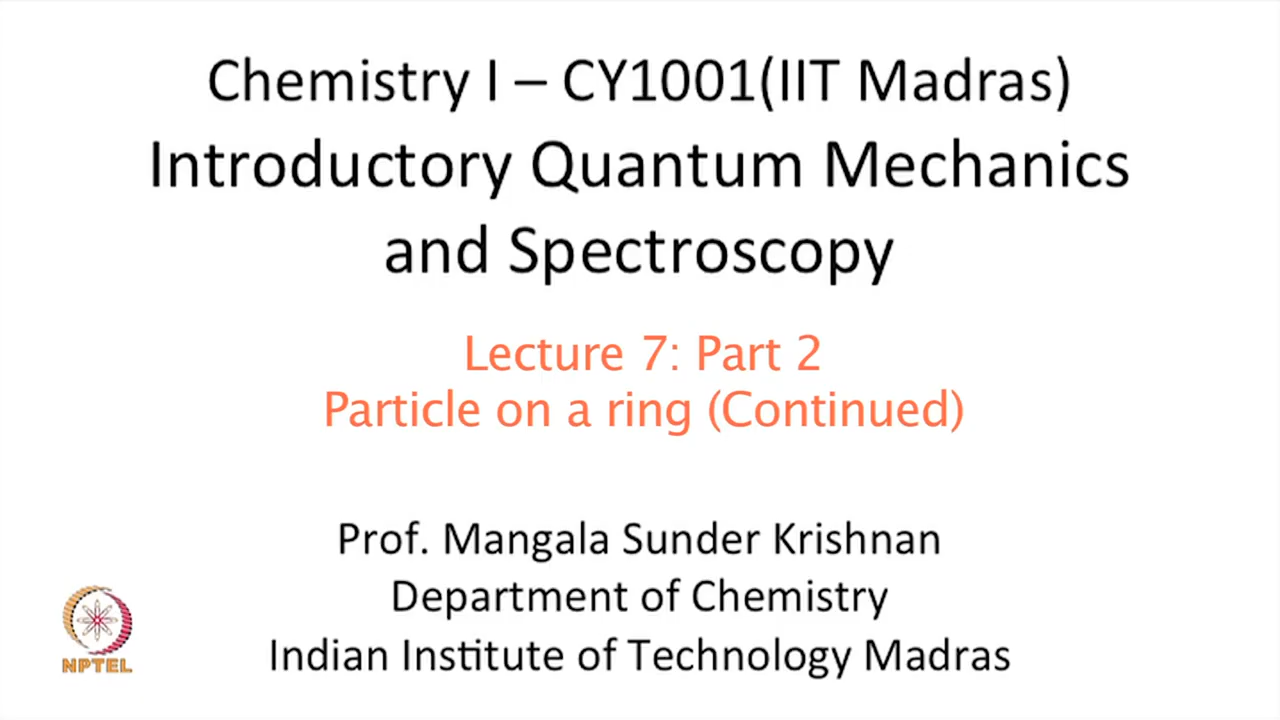 Chemistry I – CY1001(IIT Madras)
Introductory Quantum Mechanics
and Spectroscopy
Lecture 7: Part 2
Particle on a ring (Continued)
Prof. Mangala Sunder Krishnan
Department of Chemistry
Indian Institute of Technology Madras
NPTEL